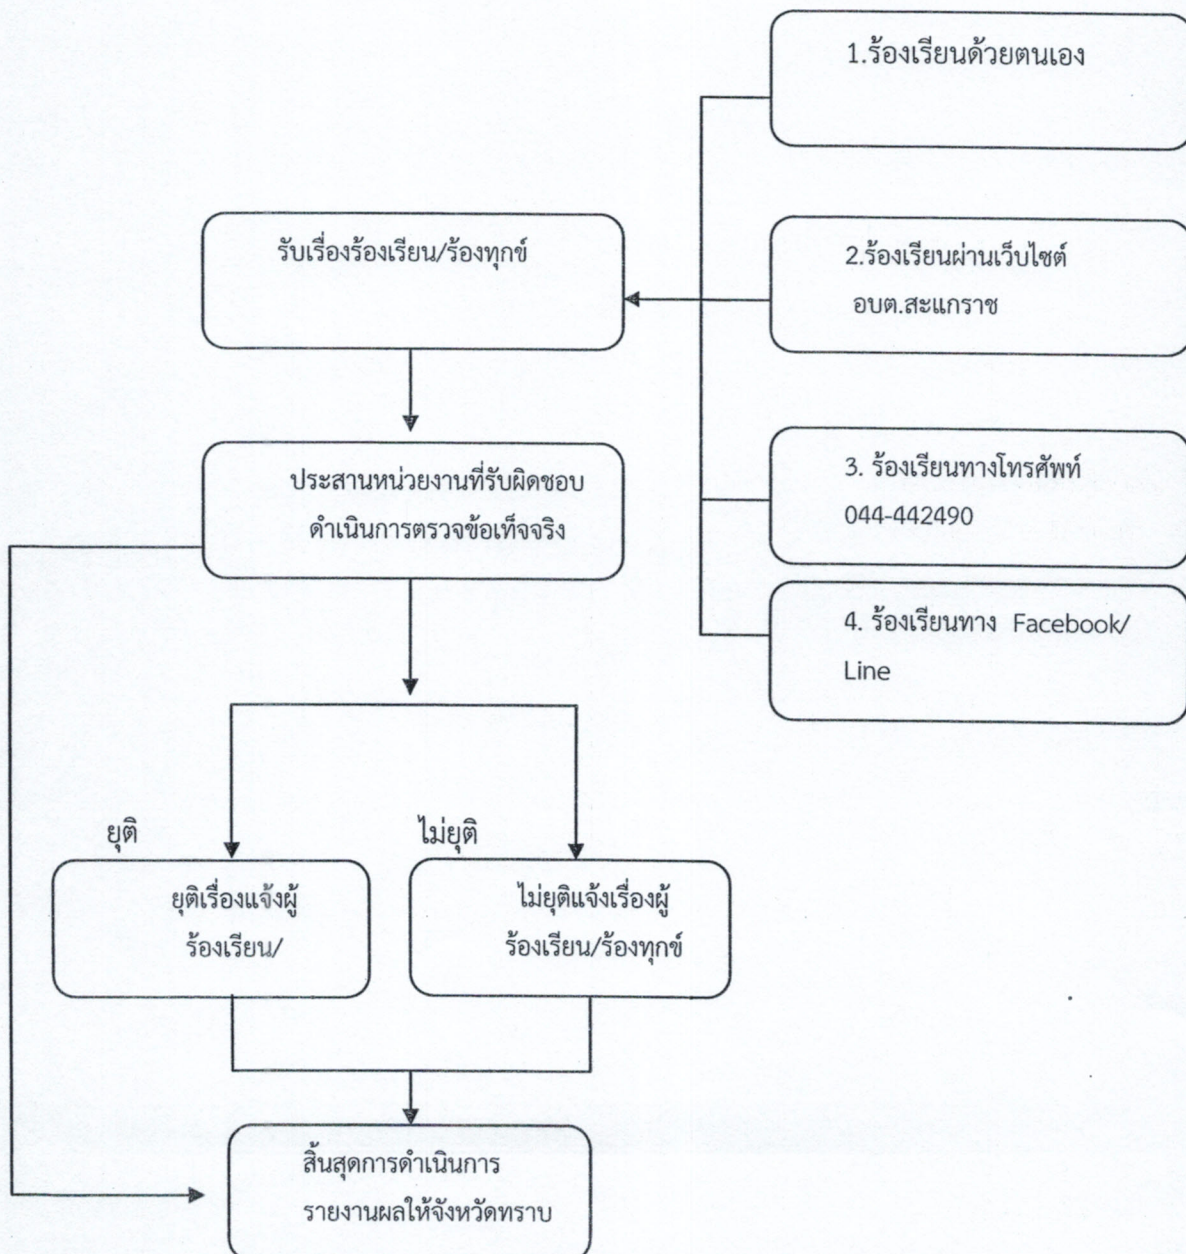 1.ร้องเรียนด้วยตนเอง
รับเรื่องร้องเรียน/ร้องทุกข์
2.ร้องเรียนผ่านเว็บไซต์
อบต.สะแกราช
3. ร้องเรียนทางโทรศัพท์
044-442490
ประสานหน่วยงานที่รับผิดชอบ
ดำเนินการตรวจข้อเท็จจริง
4. ร้องเรียนทาง Facebook/
Line
ยุติ
ไม่ยุติ
ยุติเรื่องแจ้งผู้
ร้องเรียน/
ไม่ยุติแจ้งเรื่องผู้
ร้องเรียน/ร้องทุกข์
สิ้นสุดการดำเนินการ
รายงานผลให้จังหวัดทราบ